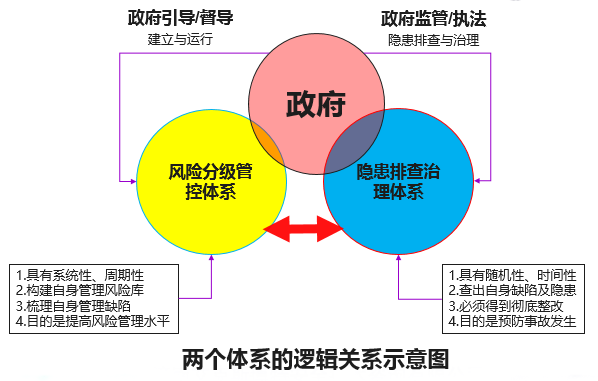 政府引导/督导
建立与运行
政府监管/执法
隐患排查与治理
政府
风险分级管
控体系
隐患排查治
理体系
1.具有系统性、周期性
2.构建自身管理风险库
3.梳理自身管理缺陷
4.目的是提高风险管理水平
1.具有随机性、时间性
2.查出自身缺陷及隐患
3.必须得到彻底整改
4.目的是预防事故发生
两个体系的逻辑关系示意图